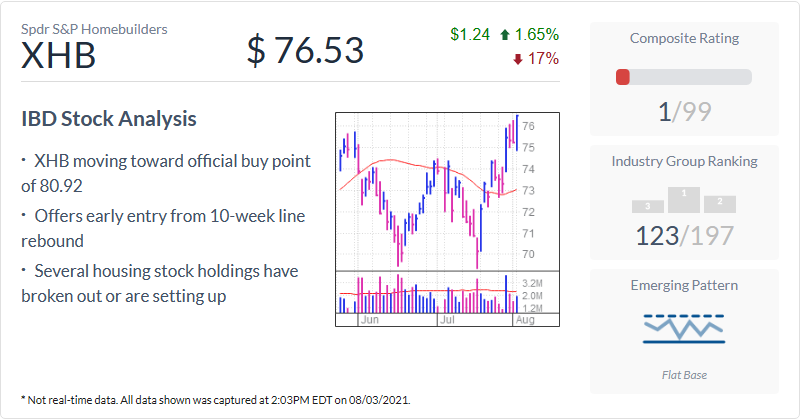 Spdr S&P Homebuilders
XHB
$ 76.53
$1.24 1.65%
17%
IBD Stock Analysis
· XHB moving toward official buy point
of 80.92
· Offers early entry from 10-week line
rebound
· Several housing stock holdings have
broken out or are setting up
76
75
74
73
72
71
70
3.2M
2.0M
1.2M
Jun Jul Aug
Composite Rating
1/99
Industry Group Ranking
3 1 2
123/197
Emerging Pattern
Flat Base
* Not real-time data. All data shown was captured at 2:03PM EDT on 08/03/2021.